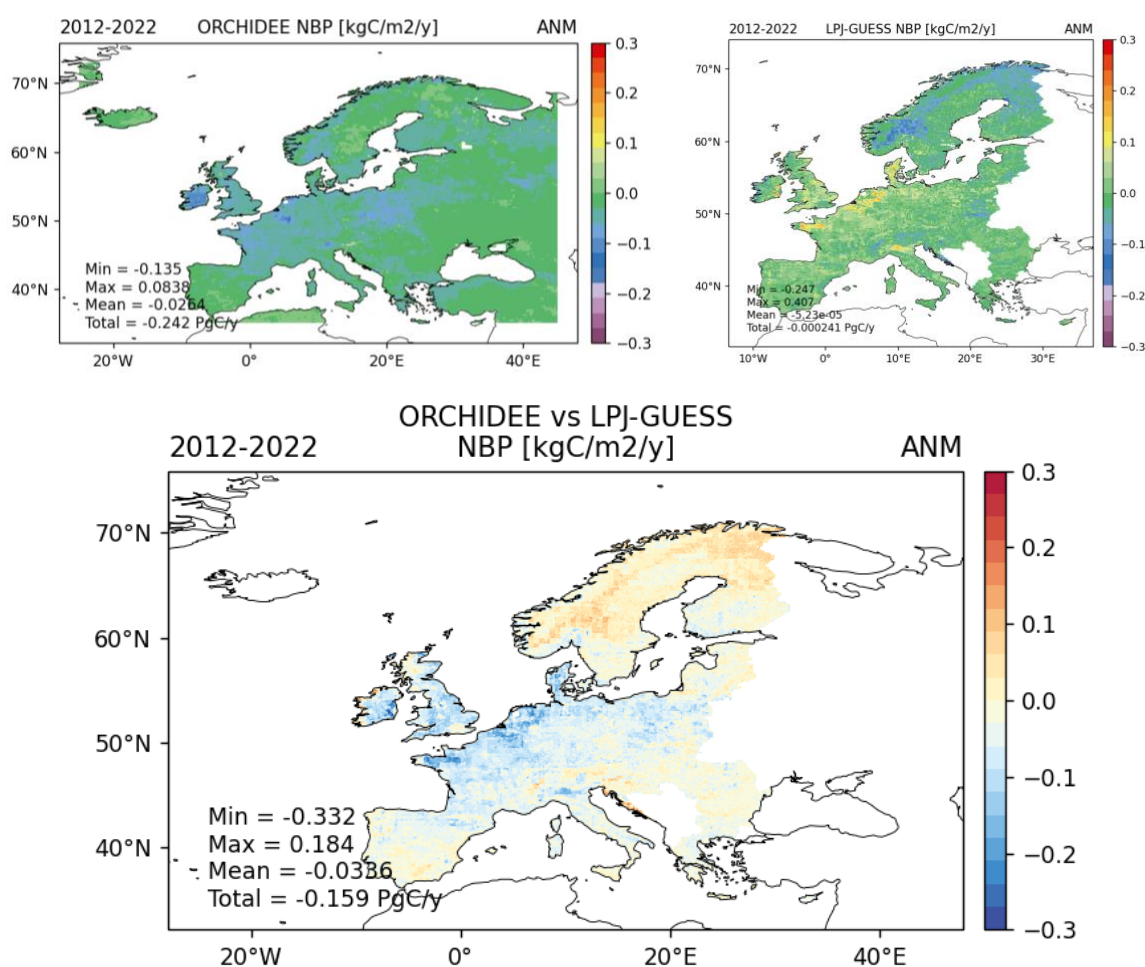 2012-2022 ORCHIDEE NBP [kgC/m2/y] ANM
70°N
60°N
50°N
40°N
Min = -0.135
Max = 0.0838
Mean = -0.0264
Total = -0.242 PgC/y
20°W 0° 20°E 40°E
0.3
0.2
0.1
0.0
−0.1
−0.2
−0.3
2012-2022 LPJ-GUESS NBP [kgC/m2/y] ANM
70°N
60°N
50°N
40°N
Min = -0.247
Max = 0.407
Mean = -5.23e-05
Total = -0.000241 PgC/y
10°W 0° 10°E 20°E 30°E
0.3
0.2
0.1
0.0
−0.1
−0.2
−0.3
ORCHIDEE vs LPJ-GUESS
2012-2022 NBP [kgC/m2/y] ANM
70°N
60°N
50°N
40°N
Min = -0.332
Max = 0.184
Mean = -0.0336
Total = -0.159 PgC/y
20°W 0° 20°E 40°E
0.3
0.2
0.1
0.0
−0.1
−0.2
−0.3